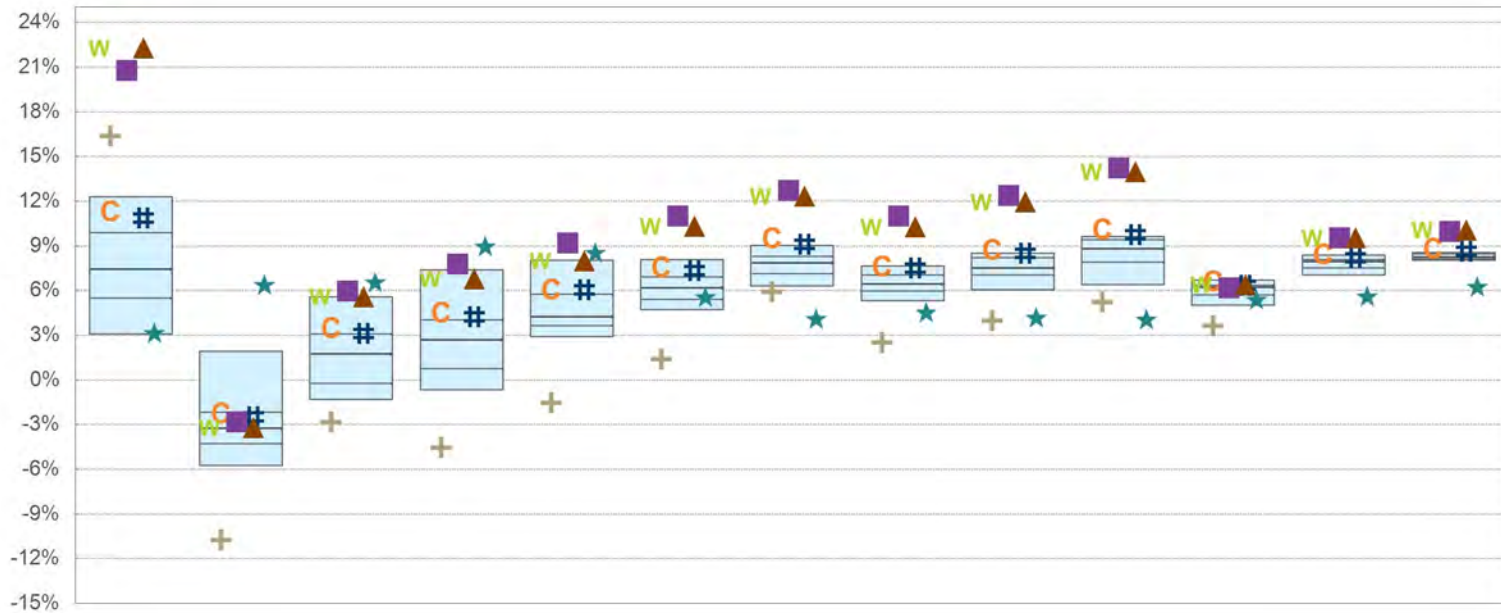 24%
21%
18%
15%
12%
9%
6%
3%
0%
-3%
-6%
-9%
-12%
-15%
W
C #
W C #
W C #
W C #
W C #
W C #
W C #
W C #
W C #
W C #
W C #
W C #
W C #